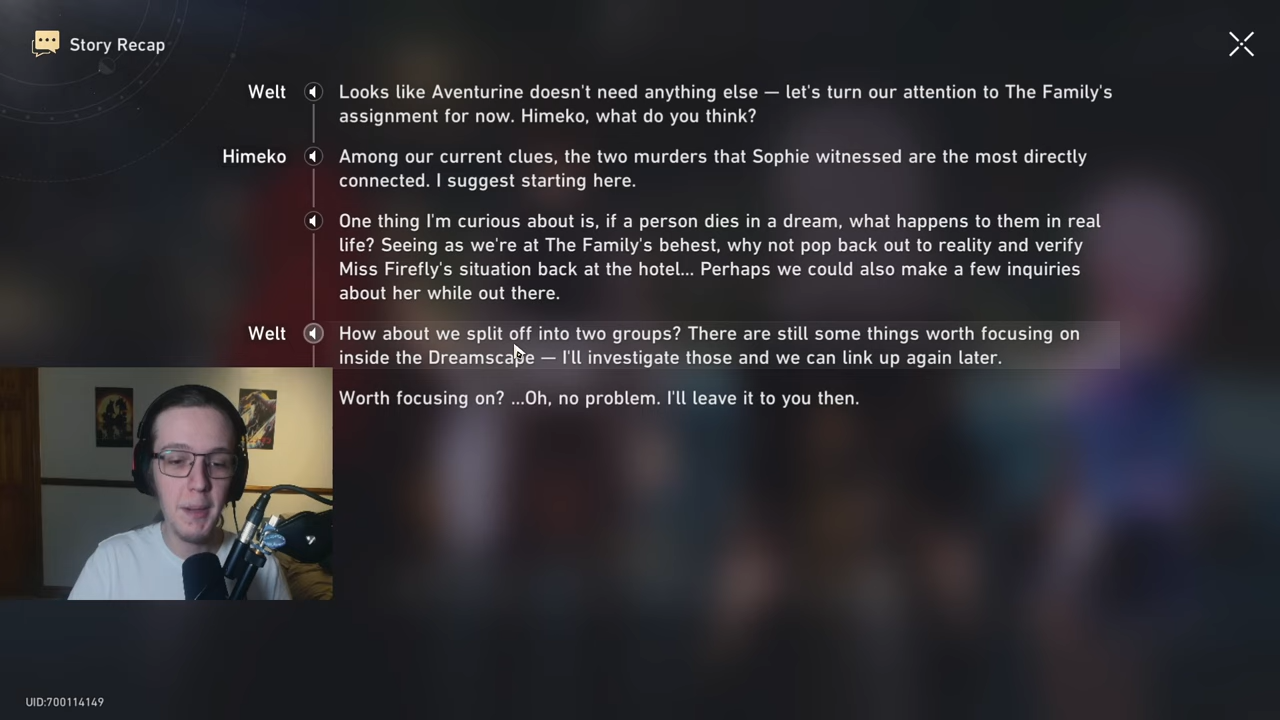 Story Recap
Welt
Looks like Aventurine doesn't need anything else — let's turn our attention to The Family's
assignment for now. Himeko, what do you think?
Himeko
Among our current clues, the two murders that Sophie witnessed are the most directly
connected. I suggest starting here.
One thing I'm curious about is, if a person dies in a dream, what happens to them in real
life? Seeing as we're at The Family's behest, why not pop back out to reality and verify
Miss Firefly's situation back at the hotel... Perhaps we could also make a few inquiries
about her while out there.
Welt
How about we split off into two groups? There are still some things worth focusing on
inside the Dreamscape — I'll investigate those and we can link up again later.
Worth focusing on? ...Oh, no problem. I'll leave it to you then.
UID:700114149